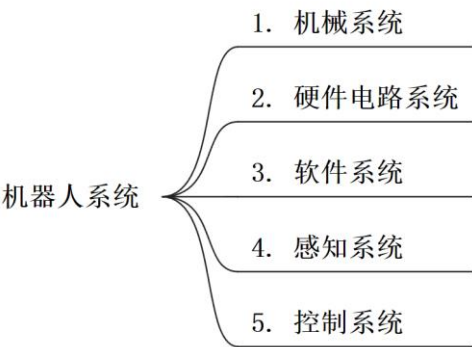 机器人系统
1. 机械系统
2. 硬件电路系统
3. 软件系统
4. 感知系统
5. 控制系统